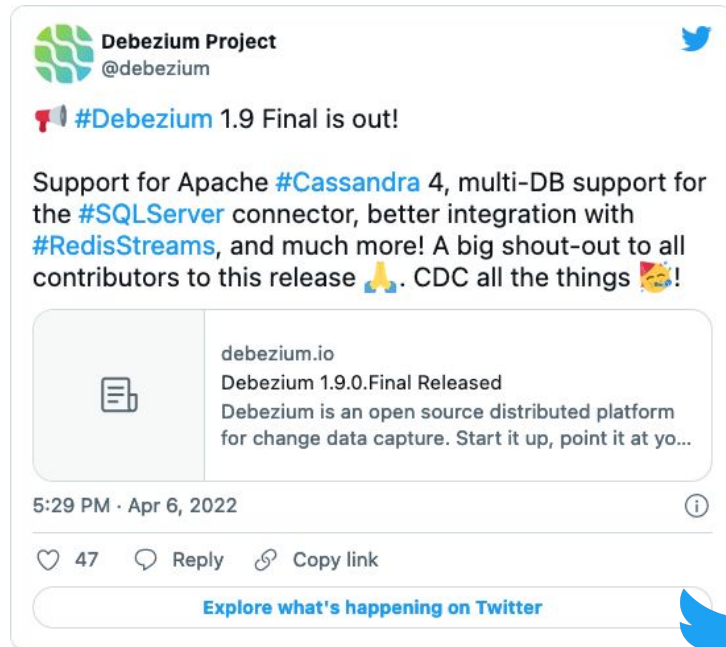 Debezium Project
@debezium
📢 #Debezium 1.9 Final is out!
Support for Apache #Cassandra 4, multi-DB support for
the #SQLServer connector, better integration with
#RedisStreams, and much more! A big shout-out to all
contributors to this release 🙏. CDC all the things 🥳!
debezium.io
Debezium 1.9.0.Final Released
Debezium is an open source distributed platform
for change data capture. Start it up, point it at yo...
5:29 PM · Apr 6, 2022
47 Reply Copy link
Explore what's happening on Twitter